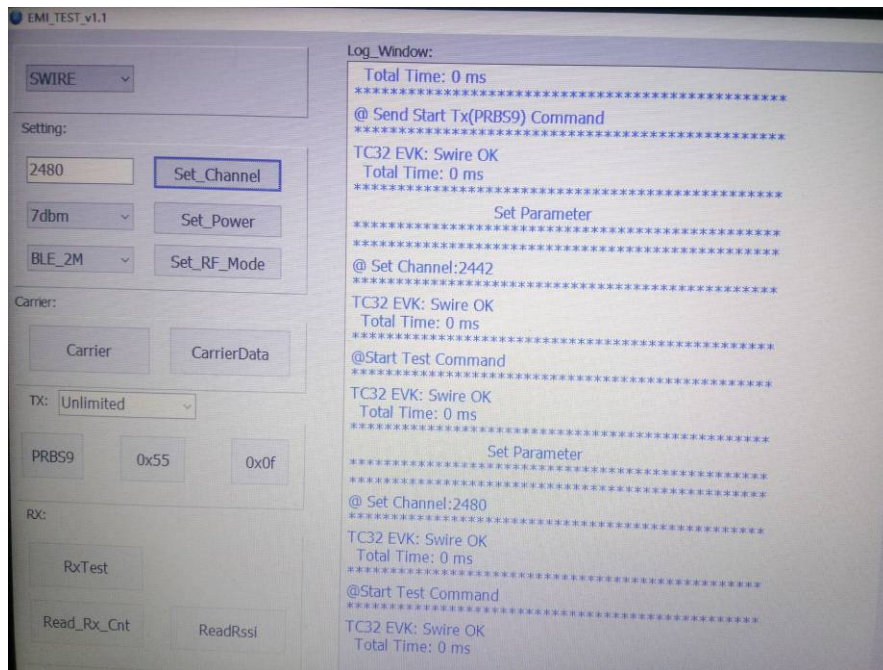 EMI_TEST_v1.1
SWIRE
Setting:
2480
Set_Channel
7dbm
Set_Power
BLE_2M
Set_RF_Mode
Carrier:
Carrier
CarrierData
TX:
Unlimited
PRBS9
0x55
0x0f
RX:
RxTest
Read_Rx_Cnt
ReadRssi
Log_Window:
Total Time: 0 ms
**************************************************
@ Send Start Tx(PRBS9) Command
**************************************************
TC32 EVK: Swire OK
Total Time: 0 ms
**************************************************
Set Parameter
**************************************************
**************************************************
@ Set Channel:2442
**************************************************
TC32 EVK: Swire OK
Total Time: 0 ms
**************************************************
@Start Test Command
**************************************************
TC32 EVK: Swire OK
Total Time: 0 ms
**************************************************
Set Parameter
**************************************************
**************************************************
@ Set Channel:2480
**************************************************
TC32 EVK: Swire OK
Total Time: 0 ms
**************************************************
@Start Test Command
**************************************************
TC32 EVK: Swire OK
Total Time: 0 ms